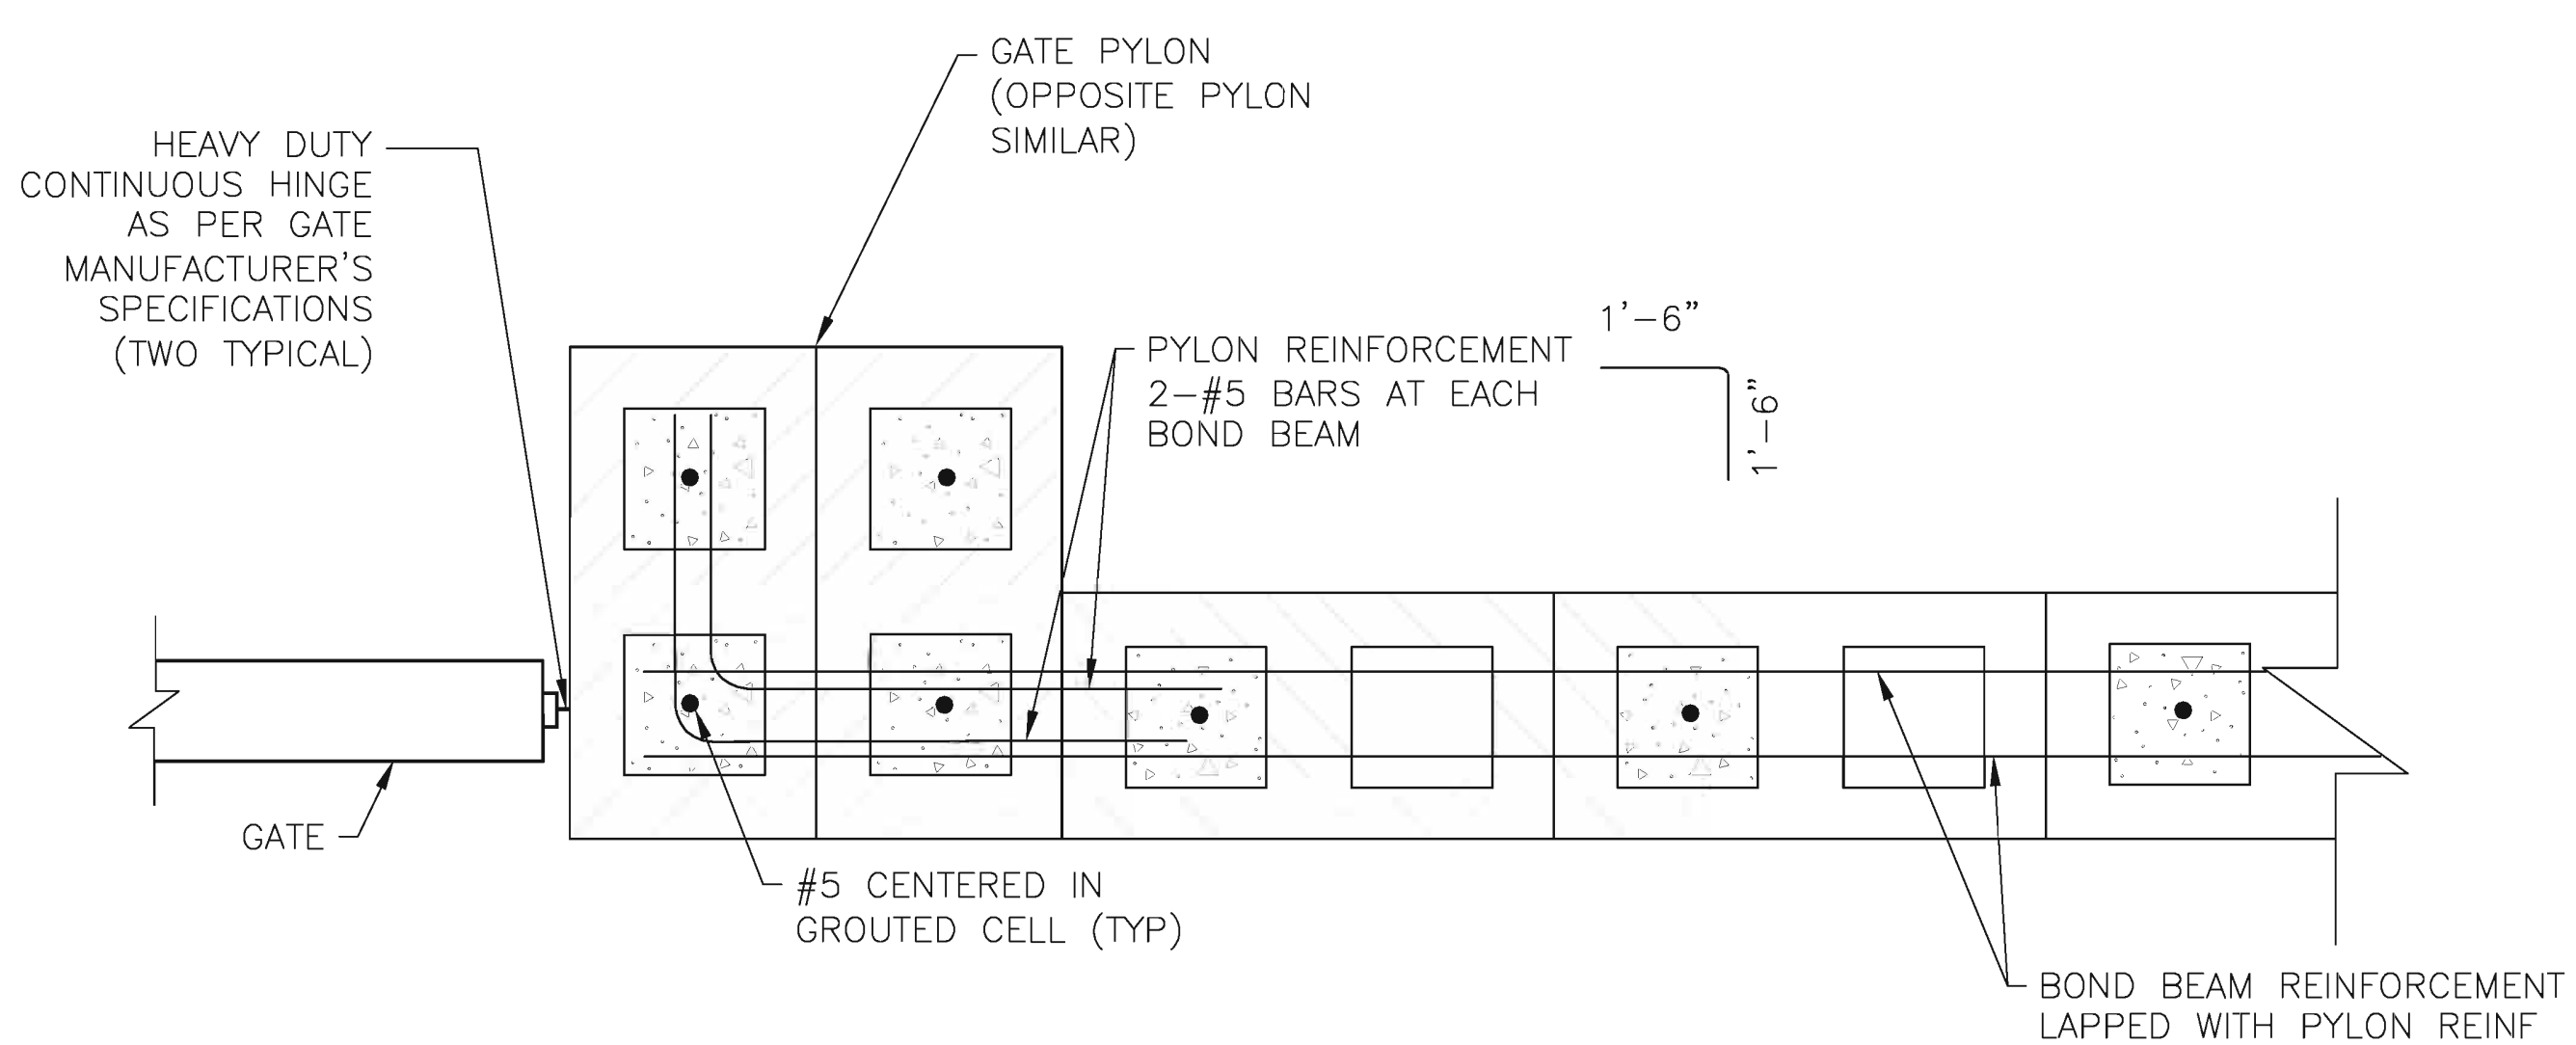 GATE PYLON
(OPPOSITE PYLON
SIMILAR)
HEAVY DUTY
CONTINUOUS HINGE
AS PER GATE
MANUFACTURER'S
SPECIFICATIONS
(TWO TYPICAL)
PYLON REINFORCEMENT
2-#5 BARS AT EACH
BOND BEAM
1'-6"
1'-6"
GATE
#5 CENTERED IN
GROUTED CELL (TYP)
BOND BEAM REINFORCEMENT
LAPPED WITH PYLON REINF